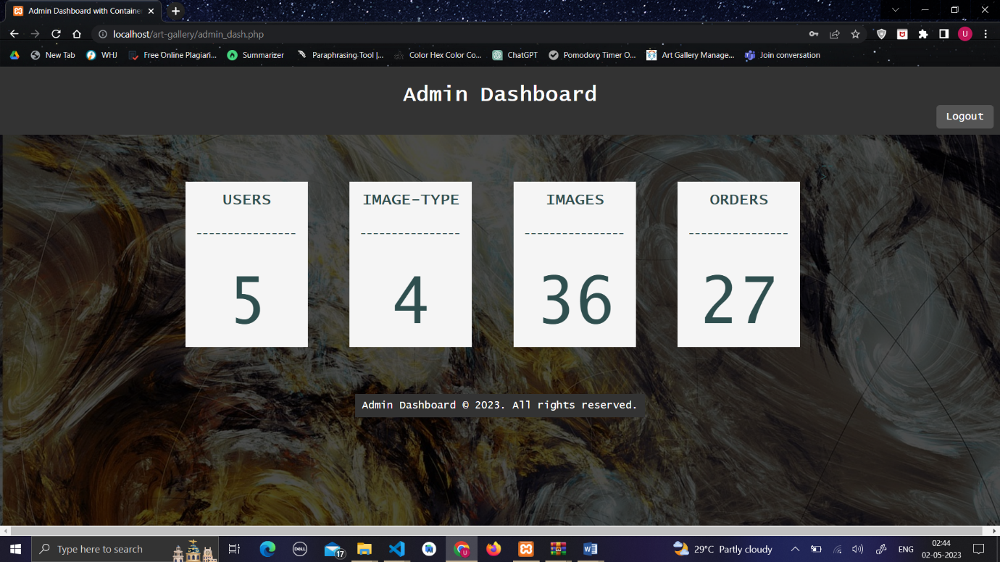 Admin Dashboard with Containe
localhost/art-gallery/admin_dash.php
U
New Tab
WHJ
Free Online Plagiari...
Summarizer
Paraphrasing Tool |...
Color Hex Color Co...
ChatGPT
Pomodoro Timer O...
Art Gallery Manage...
Join conversation
Admin Dashboard
Logout
USERS
----------------
5
IMAGE-TYPE
----------------
4
IMAGES
----------------
36
ORDERS
----------------
27
Admin Dashboard © 2023. All rights reserved.
Type here to search
DELL
17
U
29°C Partly cloudy
ENG
02:44
02-05-2023